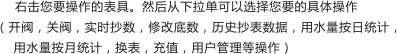 右击您要操作的表具。然后从下拉单可以选择您要的具体操作
（开阀，关阀，实时抄数，修改底数，历史抄表数据，用水量按日统计，
用水量按月统计，换表，充值，用户管理等操作）